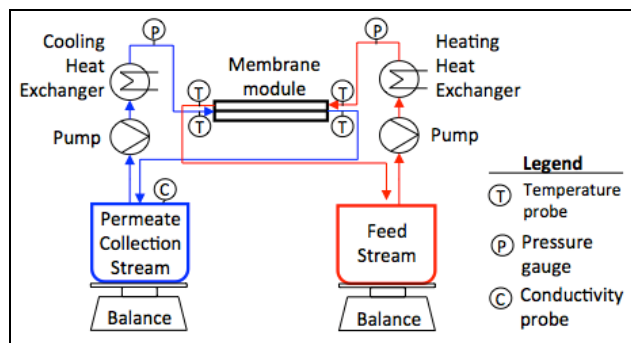 Cooling
Heat
Exchanger
P
Membrane
module
P
Heating
Heat
Exchanger
T
T
T
T
Pump
Pump
C
Permeate
Collection
Stream
Feed
Stream
Balance
Balance
Legend
T
Temperature
probe
P
Pressure
gauge
C
Conductivity
probe